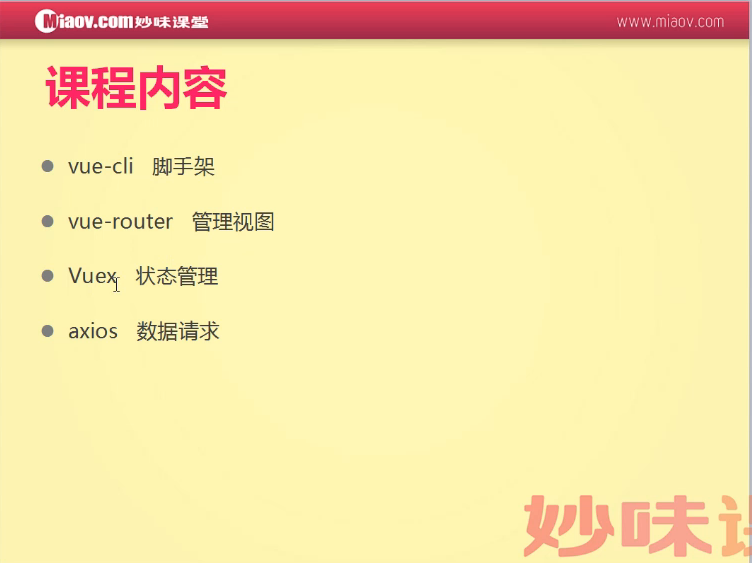 Miaov.com妙味课堂
www.miaov.com
课程内容
vue-cli 脚手架
vue-router 管理视图
Vuex 状态管理
axios 数据请求
妙味